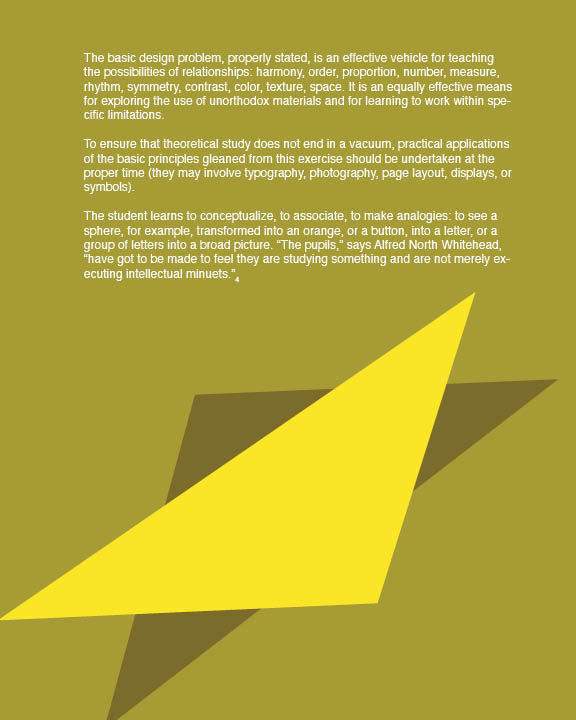 The basic design problem, properly stated, is an effective vehicle for teaching
the possibilities of relationships: harmony, order, proportion, number, measure,
rhythm, symmetry, contrast, color, texture, space. It is an equally effective means
for exploring the use of unorthodox materials and for learning to work within spe-
cific limitations.
To ensure that theoretical study does not end in a vacuum, practical applications
of the basic principles gleaned from this exercise should be undertaken at the
proper time (they may involve typography, photography, page layout, displays, or
symbols).
The student learns to conceptualize, to associate, to make analogies: to see a
sphere, for example, transformed into an orange, or a button, into a letter, or a
group of letters into a broad picture. “The pupils,” says Alfred North Whitehead,
“have got to be made to feel they are studying something and are not merely ex-
ecuting intellectual minuets.”4